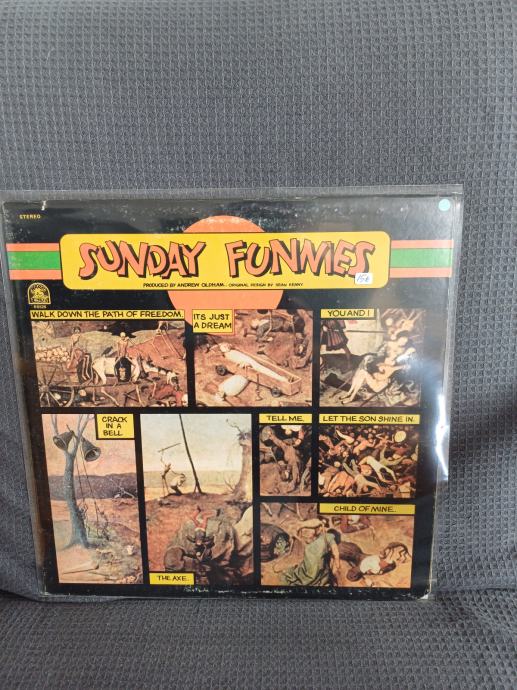 STEREO
SUNDAY FUNNIES
PRODUCED BY ANDREW OLDHAM.. ORIGINAL DESIGN BY SEAN KENNY
WALK DOWN THE PATH OF FREEDOM.
ITS JUST
A DREAM
YOU AND I
CRACK
IN A
BELL
TELL ME.
LET THE SON SHINE IN.
CHILD OF MINE..
THE AXE..